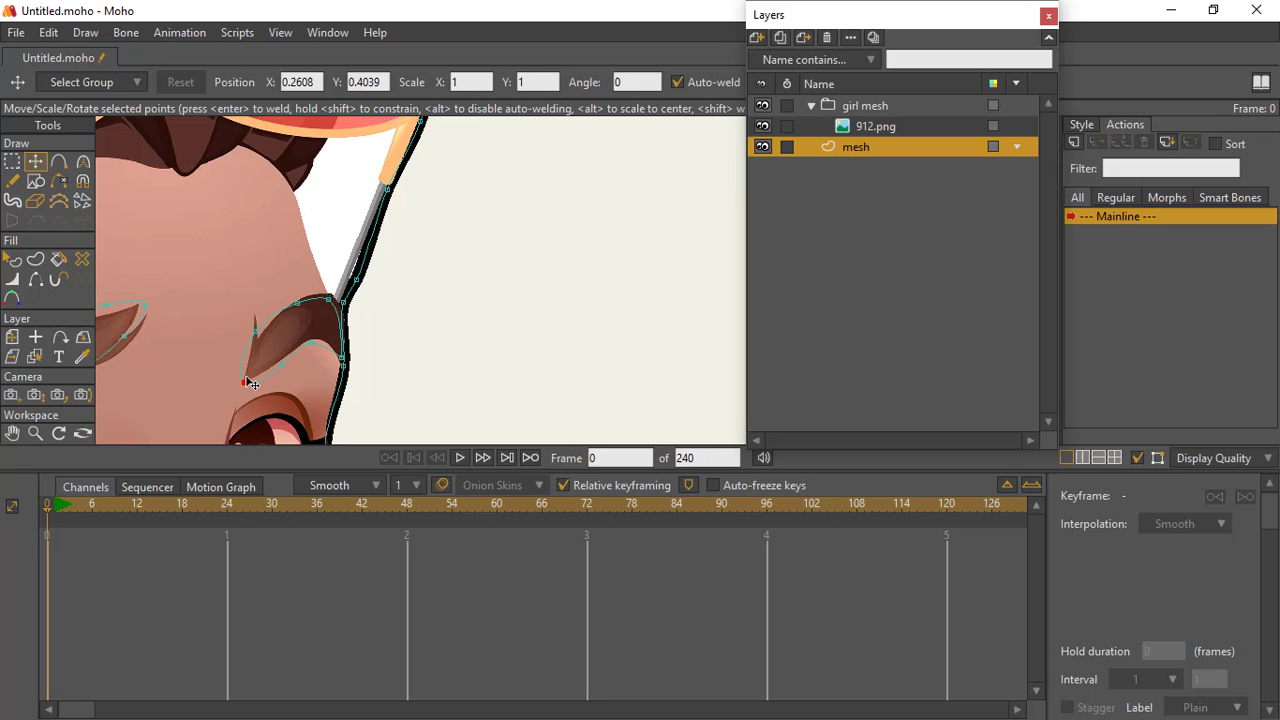 Untitled.moho - Moho
File Edit Draw Bone Animation Scripts View Window Help
Untitled.moho
Select Group Reset Position X: 0.2608 Y: 0.4039 Scale X: 1 Y: 1 Angle: 0 Auto-weld
Move/Scale/Rotate selected points (press <enter> to weld, hold <shift> to constrain, <alt> to disable auto-welding, <alt> to scale to center, <shift> w
Frame: 0
Tools
Draw
Fill
Layer
Camera
Workspace
Layers
Name contains...
Name
girl mesh
912.png
mesh
Style Actions
Sort
Filter:
All Regular Morphs Smart Bones
--- Mainline ---
Frame 0 of 240
Display Quality
Channels Sequencer Motion Graph Smooth 1 Onion Skins Relative keyframing Auto-freeze keys
0 6 12 18 24 30 36 42 48 54 60 66 72 78 84 90 96 102 108 114 120 126
0 1 2 3 4 5
Keyframe: -
Interpolation: Smooth
Hold duration 0 (frames)
Interval 1 1
Stagger Label Plain